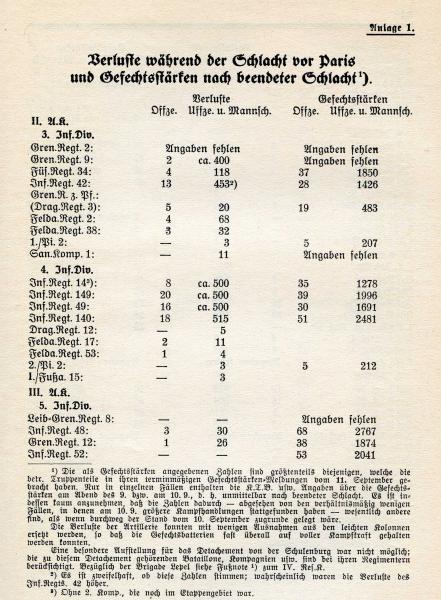 Anlage 1.
Verluste während der Schlacht vor Paris
und Gefechtsstärken nach beendeter Schlacht¹).
Verluste Gefechtsstärken
Offze. Uffze. u. Mannsch. Offze. Uffze. u. Mannsch.
II. A.K.
3. Inf.Div.
Gren.Regt. 2: Angaben fehlen Angaben fehlen
Gren.Regt. 9: 2 ca. 400 Angaben fehlen
Füs.Regt. 34: 4 118 37 1850
Inf.Regt. 42: 13 453²) 28 1426
Gren.R. z. Pf.:
(Drag.Regt. 3): 5 20 19 483
Felda.Regt. 2: 4 68
Felda.Regt. 38: 3 32
1./Pi. 2: — 3 5 207
San.Komp. 1: — 11 Angaben fehlen
4. Inf.Div.
Inf.Regt. 14³): 8 ca. 500 35 1278
Inf.Regt. 149: 20 ca. 500 39 1996
Inf.Regt. 49: 16 ca. 500 30 1691
Inf.Regt. 140: 18 515 51 2481
Drag.Regt. 12: — 5
Felda.Regt. 17: 2 11
Felda.Regt. 53: 1 4
2./Pi. 2: — 3 5 212
1./Fußa. 15: — 3
III. A.K.
5. Inf.Div.
Leib-Gren.Regt. 8: Angaben fehlen
Inf.Regt. 48: 3 30 68 2767
Gren.Regt. 12: 1 26 38 1874
Inf.Regt. 52: — — 53 2041
¹) Die als Gefechtsstärken angegebenen Zahlen sind größtenteils diejenigen, welche die
betr. Truppenteile in ihren terminmäßigen Gefechtsstärken-Meldungen vom 11. September ge-
bracht haben. Nur in einzelnen Fällen enthalten die K.T.B. usw. Angaben über die Gefechts-
stärken am Abend des 9. bzw. am 10. 9., d. h. unmittelbar nach beendeter Schlacht. Es ist in-
dessen kaum anzunehmen, daß die Zahlen dadurch — abgesehen von den verhältnismäßig wenigen
Fällen, in denen am 10. 9. größere Kampfhandlungen stattgefunden haben — wesentlich andere
sind, als wenn durchweg der Stand vom 10. September zugrunde gelegt wäre.
Die Verluste der Artillerie konnten mit wenigen Ausnahmen aus den leichten Kolonnen
ersetzt werden, so daß die Gefechtsbatterien fast überall auf voller Kampfkraft gehalten
werden konnten.
Eine besondere Aufstellung für das Detachement von der Schulenburg war nicht möglich;
die zu diesem Detachement gehörenden Bataillone, Kompagnien usw. sind bei ihren Regimentern
berücksichtigt. Bezüglich der Brigade Lepel siehe Fußnote ¹) zum IV. Res.K.
²) Es ist zweifelhaft, ob diese Zahlen stimmen; wahrscheinlich waren die Verluste des
Inf.Regts. 42 höher.
³) Ohne 2. Komp., die noch im Etappengebiet war.